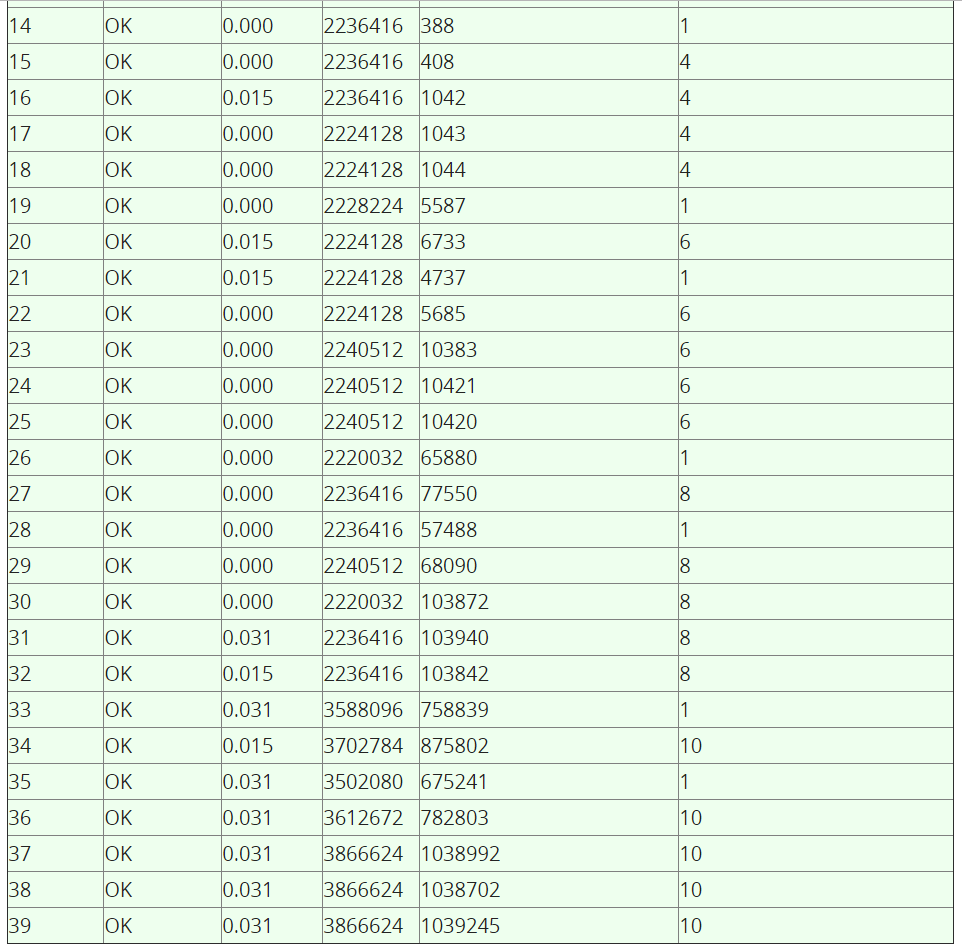 14 OK 0.000 2236416 388 1
15 OK 0.000 2236416 408 4
16 OK 0.015 2236416 1042 4
17 OK 0.000 2224128 1043 4
18 OK 0.000 2224128 1044 4
19 OK 0.000 2228224 5587 1
20 OK 0.015 2224128 6733 6
21 OK 0.015 2224128 4737 1
22 OK 0.000 2224128 5685 6
23 OK 0.000 2240512 10383 6
24 OK 0.000 2240512 10421 6
25 OK 0.000 2240512 10420 6
26 OK 0.000 2220032 65880 1
27 OK 0.000 2236416 77550 8
28 OK 0.000 2236416 57488 1
29 OK 0.000 2240512 68090 8
30 OK 0.000 2220032 103872 8
31 OK 0.031 2236416 103940 8
32 OK 0.015 2236416 103842 8
33 OK 0.031 3588096 758839 1
34 OK 0.015 3702784 875802 10
35 OK 0.031 3502080 675241 1
36 OK 0.031 3612672 782803 10
37 OK 0.031 3866624 1038992 10
38 OK 0.031 3866624 1038702 10
39 OK 0.031 3866624 1039245 10